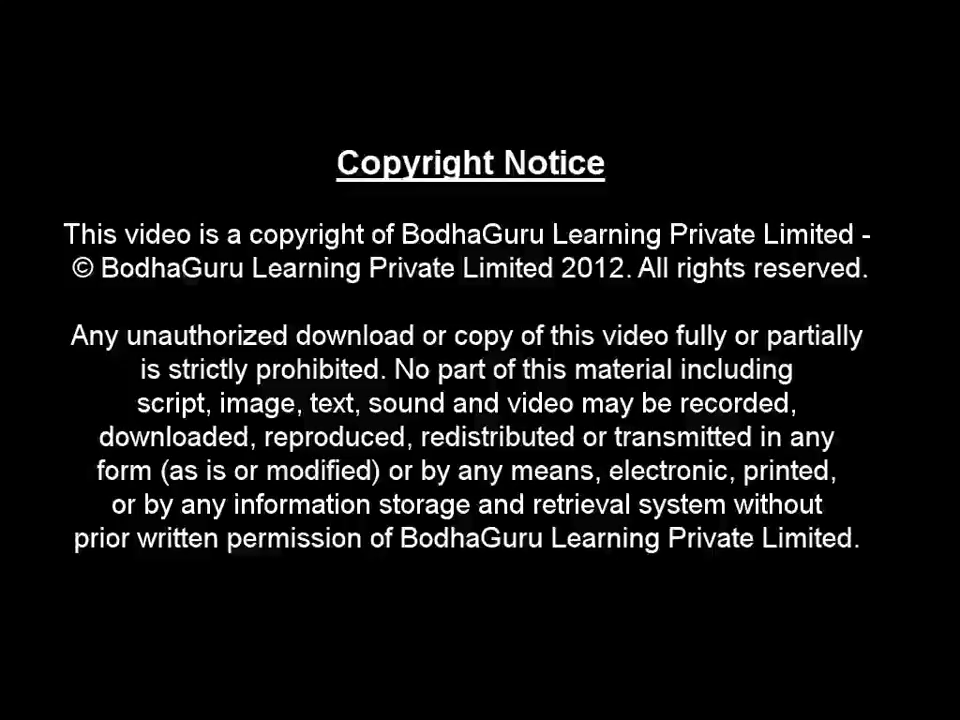 Copyright Notice
This video is a copyright of BodhaGuru Learning Private Limited -
© BodhaGuru Learning Private Limited 2012. All rights reserved.
Any unauthorized download or copy of this video fully or partially
is strictly prohibited. No part of this material including
script, image, text, sound and video may be recorded,
downloaded, reproduced, redistributed or transmitted in any
form (as is or modified) or by any means, electronic, printed,
or by any information storage and retrieval system without
prior written permission of BodhaGuru Learning Private Limited.